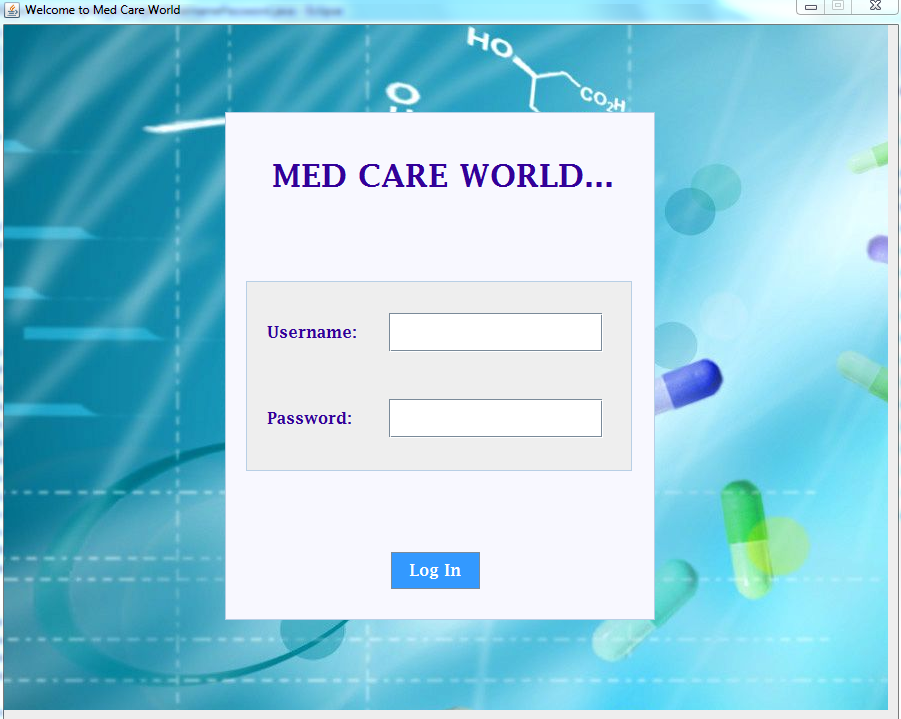 Welcome to Med Care World
HO
CO₂H
O
MED CARE WORLD...
Username:
Password:
Log In